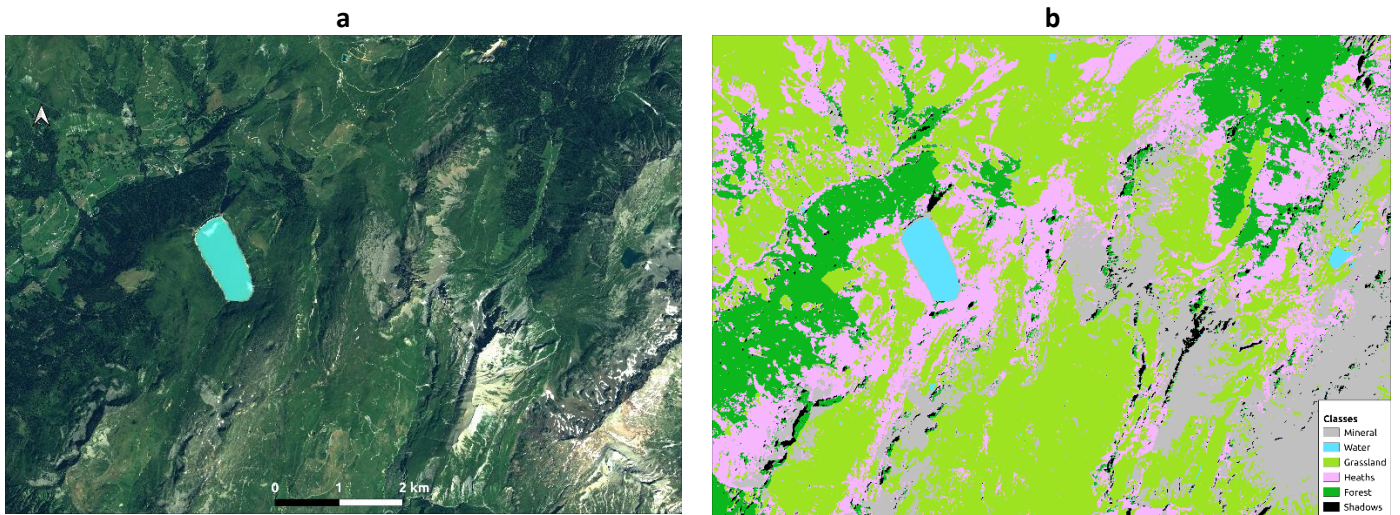 a
b
0 1 2 km
Classes
Mineral
Water
Grassland
Heaths
Forest
Shadows